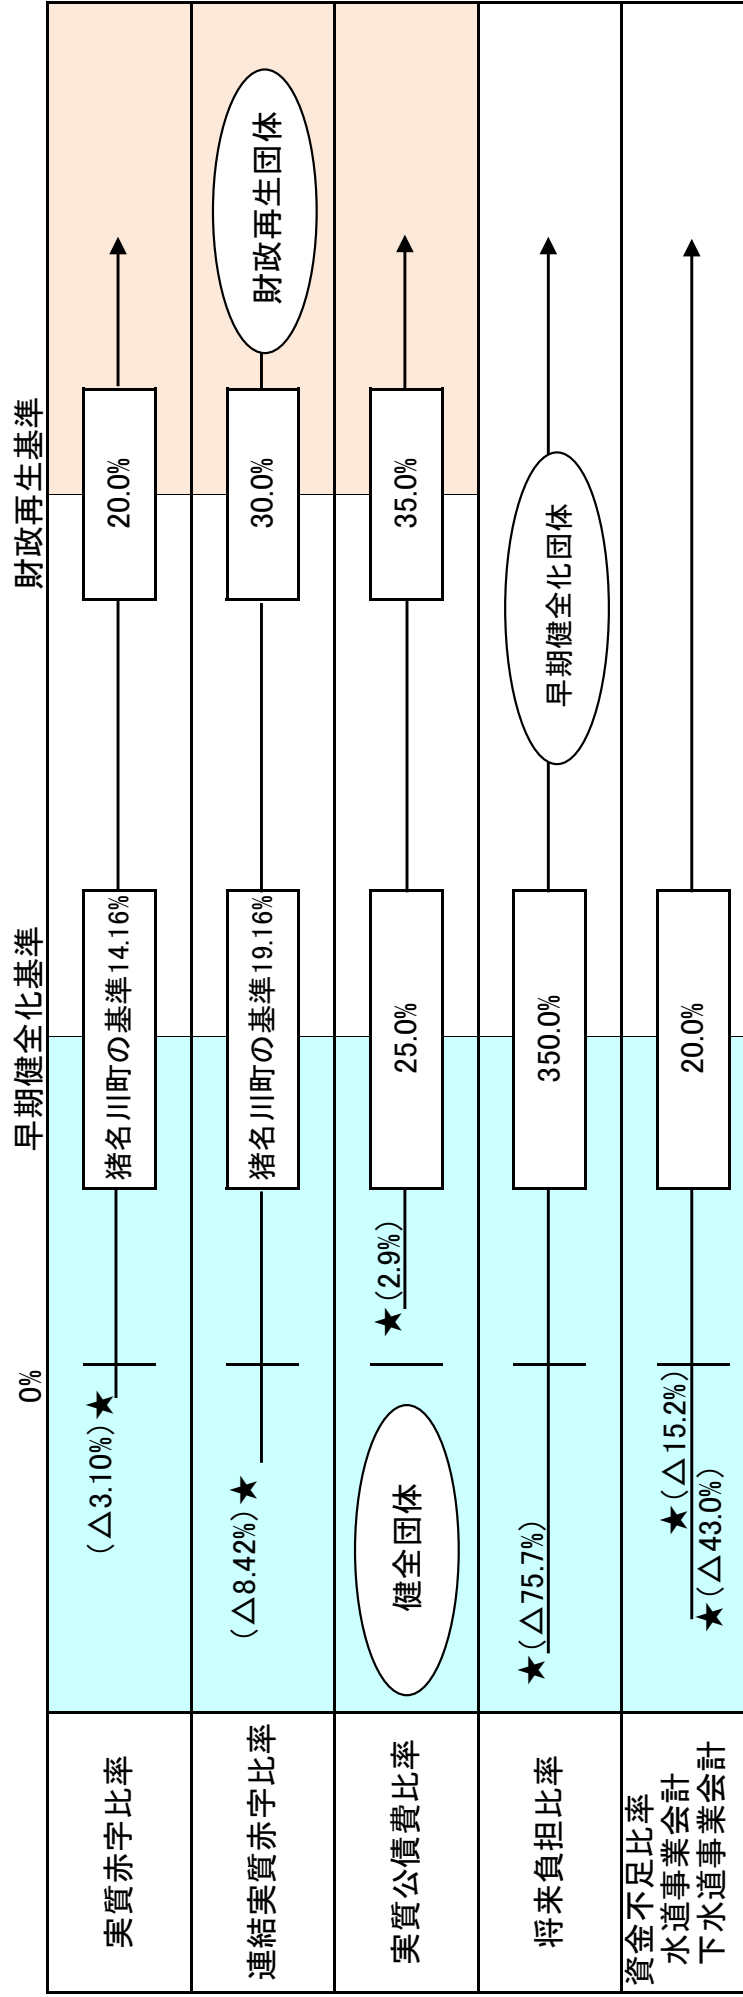 0%
早期健全化基準
財政再生基準
実質赤字比率
(△3.10%)★
猪名川町の基準14.16%
20.0%
連結実質赤字比率
(△8.42%)★
猪名川町の基準19.16%
30.0%
財政再生団体
実質公債費比率
健全団体
★(2.9%)
25.0%
35.0%
将来負担比率
★(△75.7%)
350.0%
早期健全化団体
資金不足比率
水道事業会計
下水道事業会計
★(△15.2%)
★(△43.0%)
20.0%